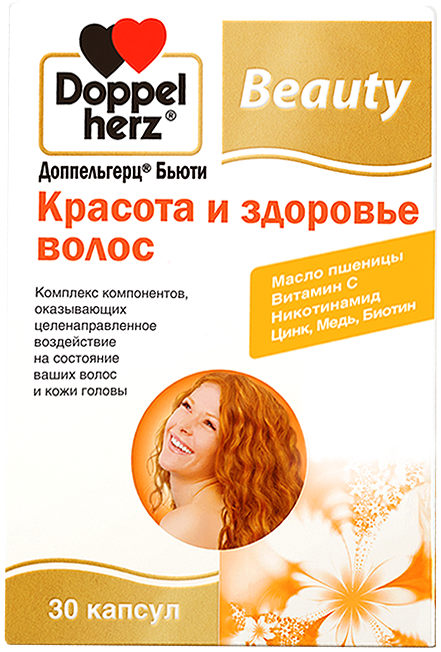 Doppel
herz®
Beauty
Доппельгерц® Бьюти
Красота и здоровье
волос
Масло пшеницы
Витамин С
Никотинамид
Цинк, Медь, Биотин
Комплекс компонентов,
оказывающих
целенаправленное
воздействие
на состояние
ваших волос
и кожи головы
30 капсул